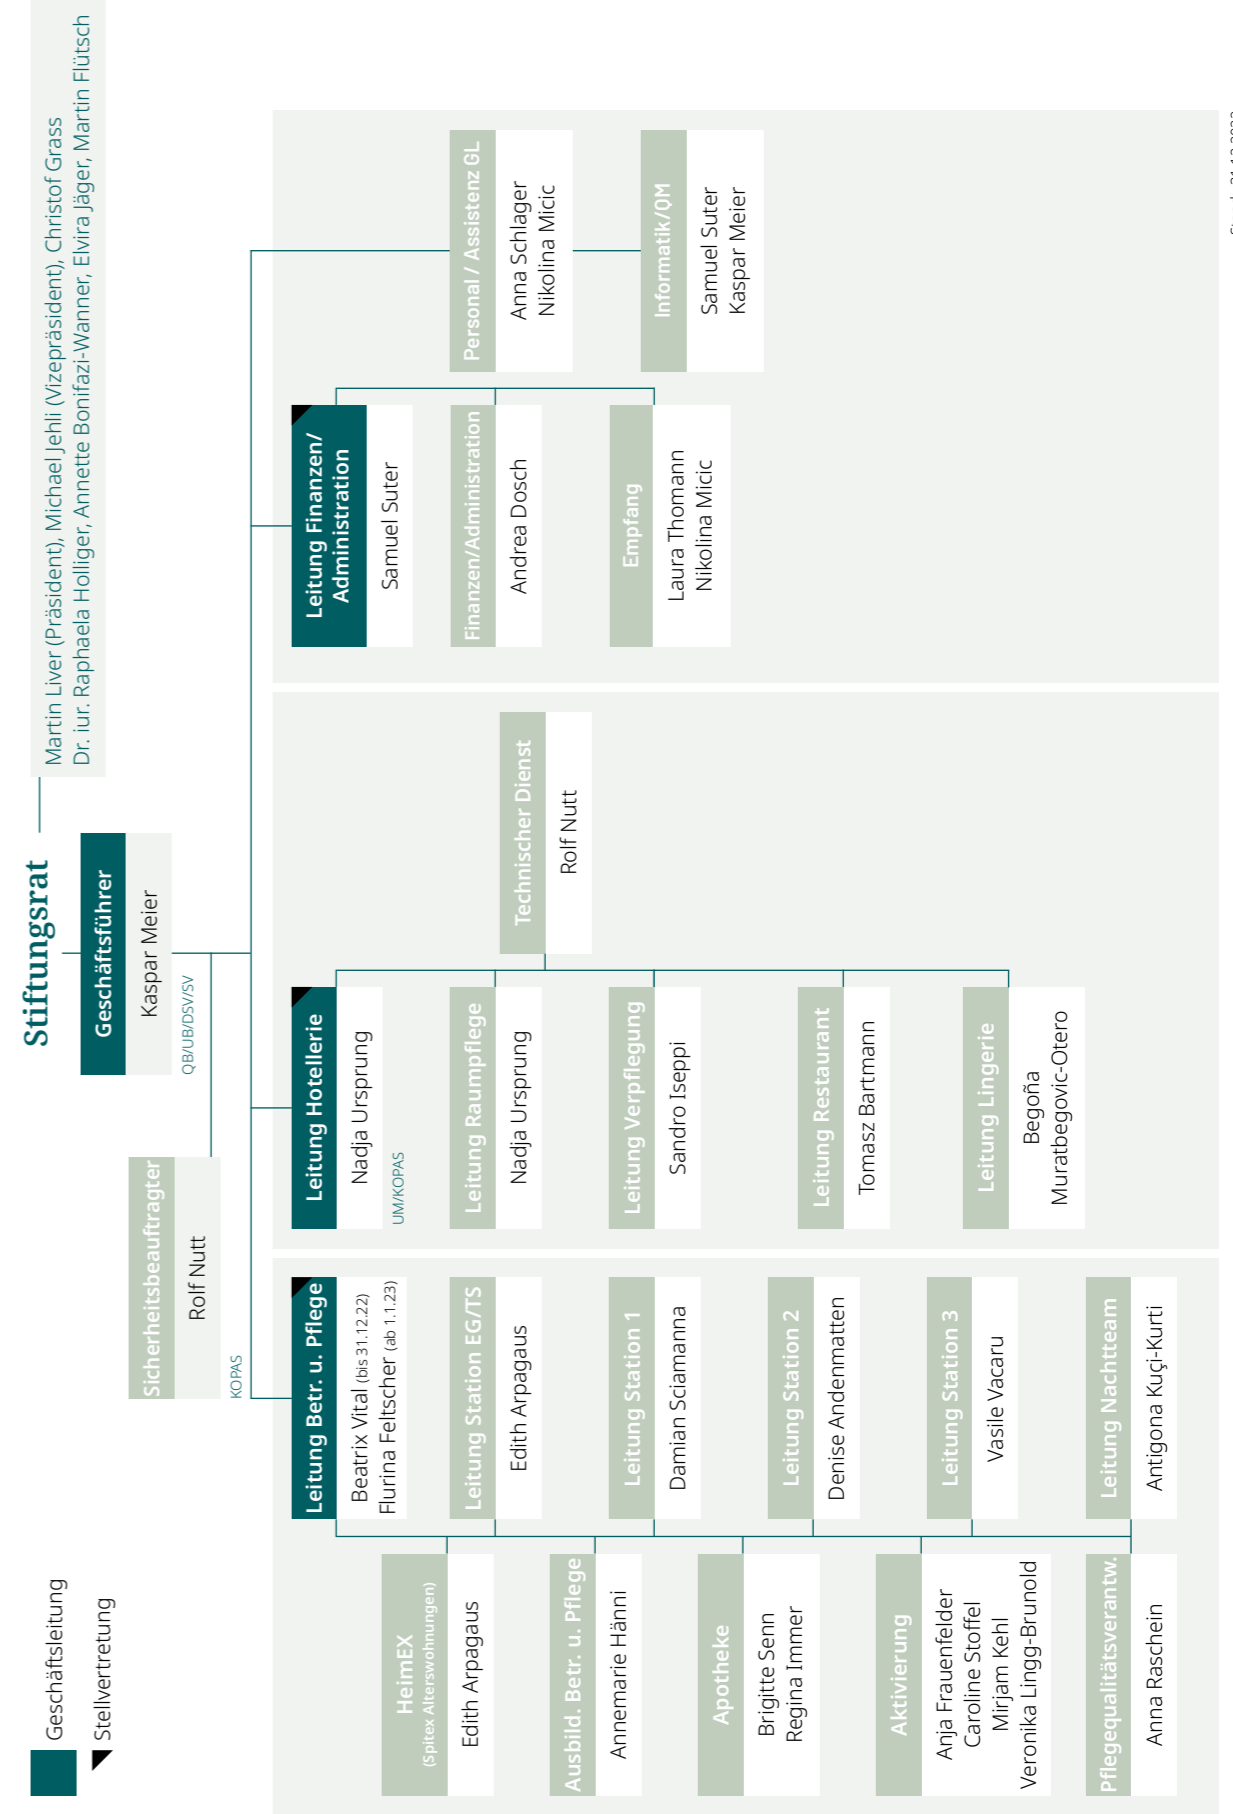 Stiftungsrat
Martin Liver (Präsident), Michael Jehli (Vizepräsident), Christof Grass
Dr. iur. Raphaela Holliger, Annette Bonifazi-Wanner, Elvira Jäger, Martin Flütsch
Geschäftsleitung
Stellvertretung
Geschäftsführer
Kaspar Meier
QB/UB/DSV/SV
Sicherheitsbeauftragter
Rolf Nutt
KOPAS
Leitung Betr. u. Pflege
Beatrix Vital (bis 31.12.22)
Flurina Feltscher (ab 1.1.23)
HeimEX
(Spitex Alterswohnungen)
Edith Arpagaus
Leitung Station EG/TS
Edith Arpagaus
Ausbild. Betr. u. Pflege
Annemarie Hänni
Leitung Station 1
Damian Sciamanna
Apotheke
Brigitte Senn
Regina Immer
Leitung Station 2
Denise Andenmatten
Aktivierung
Anja Frauenfelder
Caroline Stoffel
Mirjam Kehl
Veronika Lingg-Brunold
Leitung Station 3
Vasile Vacaru
Pflegequalitätsverantw.
Anna Raschein
Leitung Nachtteam
Antigona Kuçi-Kurti
Leitung Hotellerie
Nadja Ursprung
UM/KOPAS
Leitung Raumpflege
Nadja Ursprung
Technischer Dienst
Rolf Nutt
Leitung Verpflegung
Sandro Iseppi
Leitung Restaurant
Tomasz Bartmann
Leitung Lingerie
Begoña
Muratbegovic-Otero
Leitung Finanzen/
Administration
Samuel Suter
Finanzen/Administration
Andrea Dosch
Empfang
Laura Thomann
Nikolina Micic
Personal / Assistenz GL
Anna Schlager
Nikolina Micic
Informatik/QM
Samuel Suter
Kaspar Meier